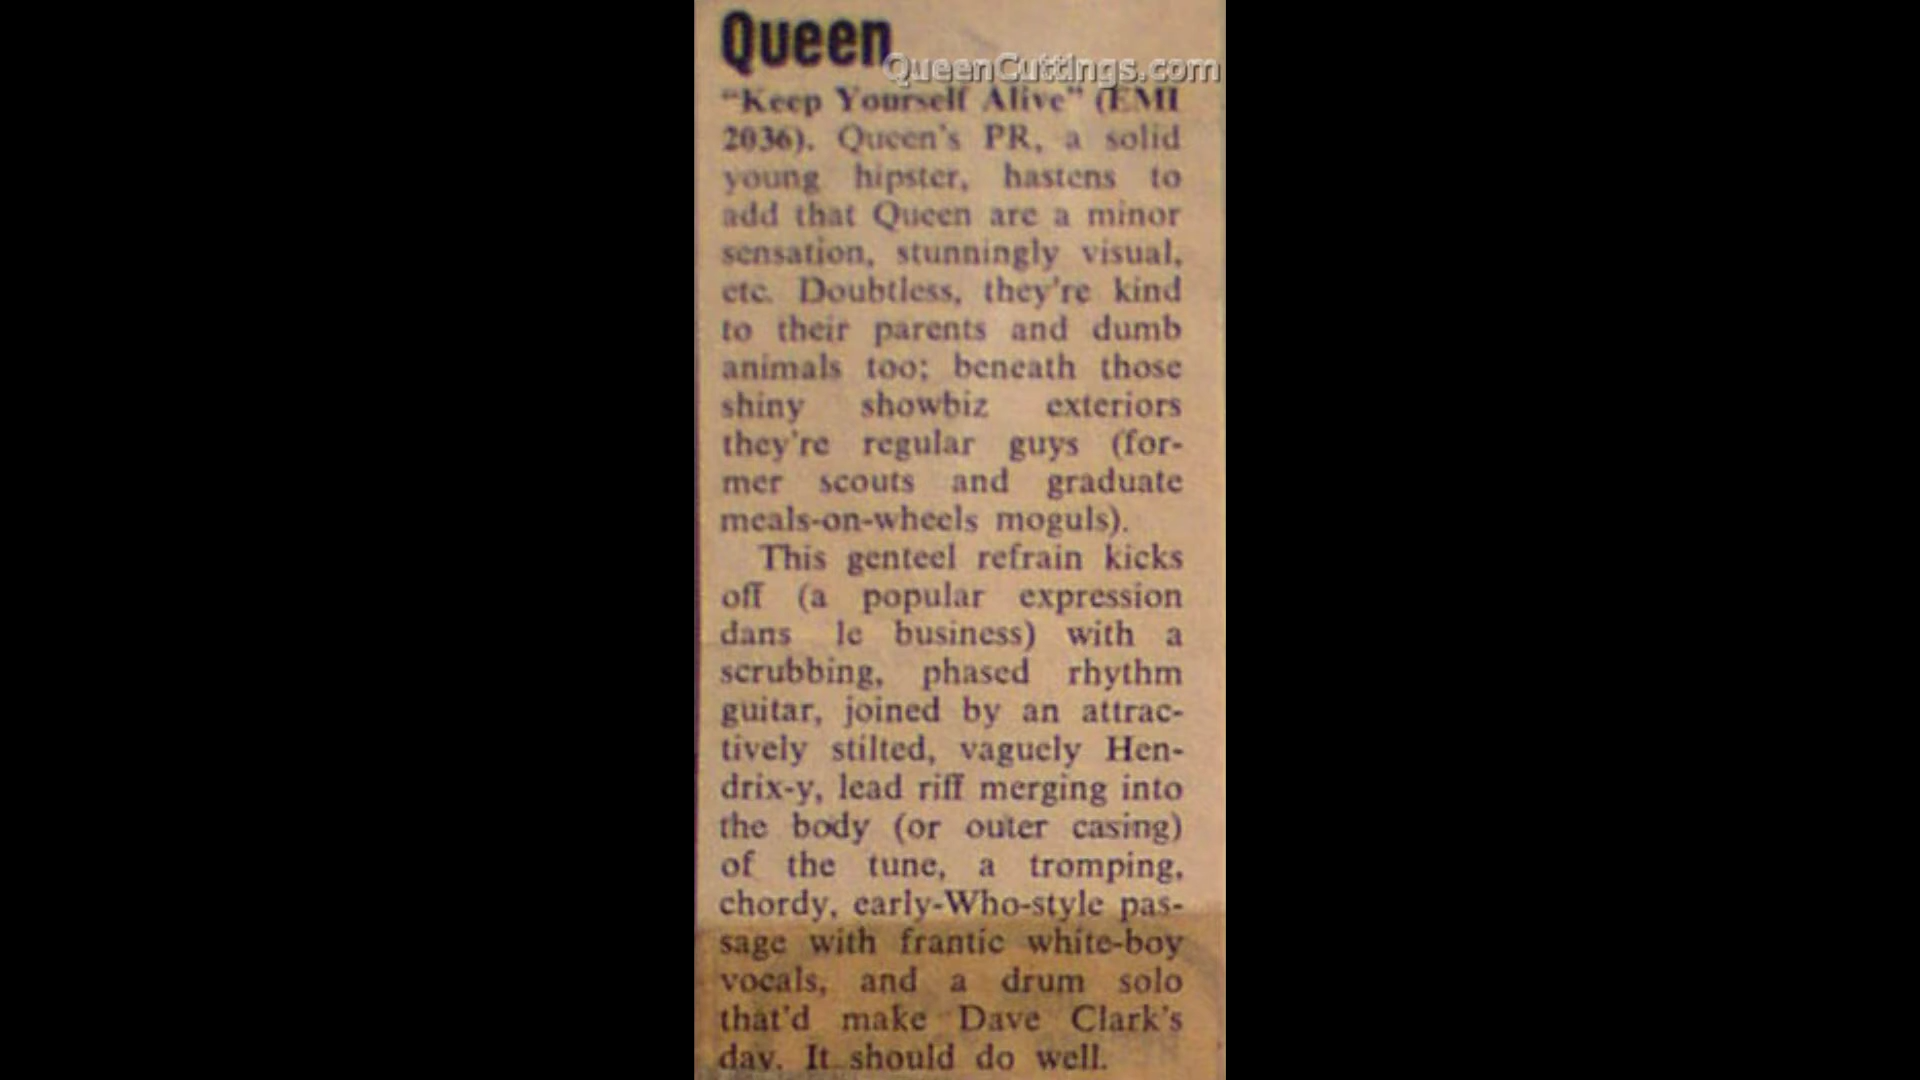 Queen
QueenCuttings.com
"Keep Yourself Alive" (EMI
2036). Queen's PR, a solid
young hipster, hastens to
add that Queen are a minor
sensation, stunningly visual,
etc. Doubtless, they're kind
to their parents and dumb
animals too; beneath those
shiny showbiz exteriors
they're regular guys (for-
mer scouts and graduate
meals-on-wheels moguls).
This genteel refrain kicks
off (a popular expression
dans le business) with a
scrubbing, phased rhythm
guitar, joined by an attrac-
tively stilted, vaguely Hen-
drix-y, lead riff merging into
the body (or outer casing)
of the tune, a tromping,
chordy, early-Who-style pas-
sage with frantic white-boy
vocals, and a drum solo
that'd make Dave Clark's
day. It should do well.